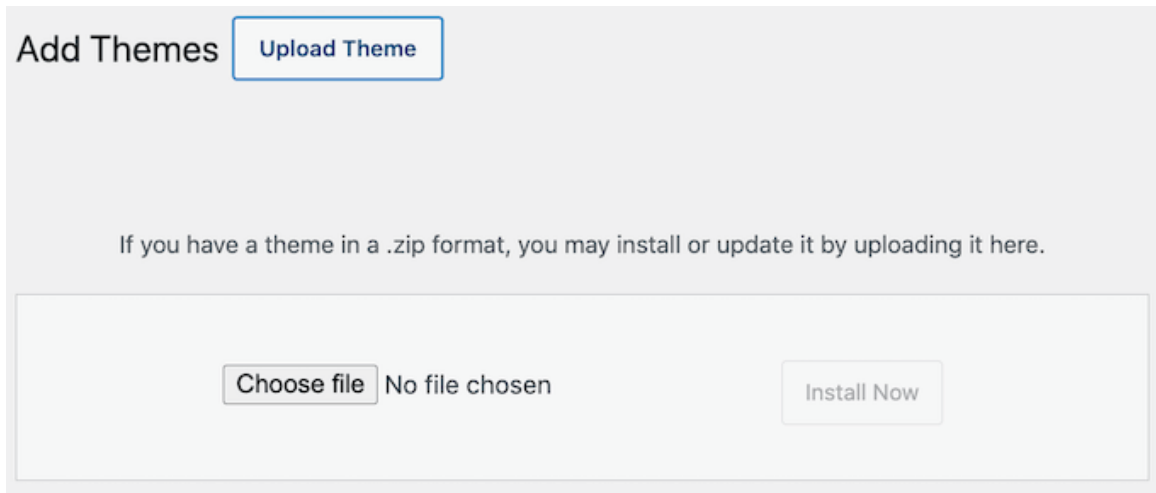 Add Themes Upload Theme
If you have a theme in a .zip format, you may install or update it by uploading it here.
Choose file No file chosen Install Now